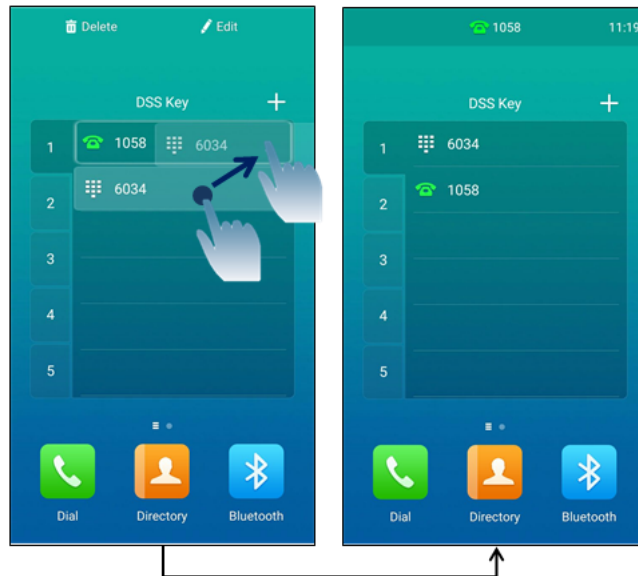 Delete Edit
DSS Key
1 1058 6034
2 6034
3
4
5
Dial Directory Bluetooth
1058 11:19
DSS Key
1 6034
2 1058
3
4
5
Dial Directory Bluetooth